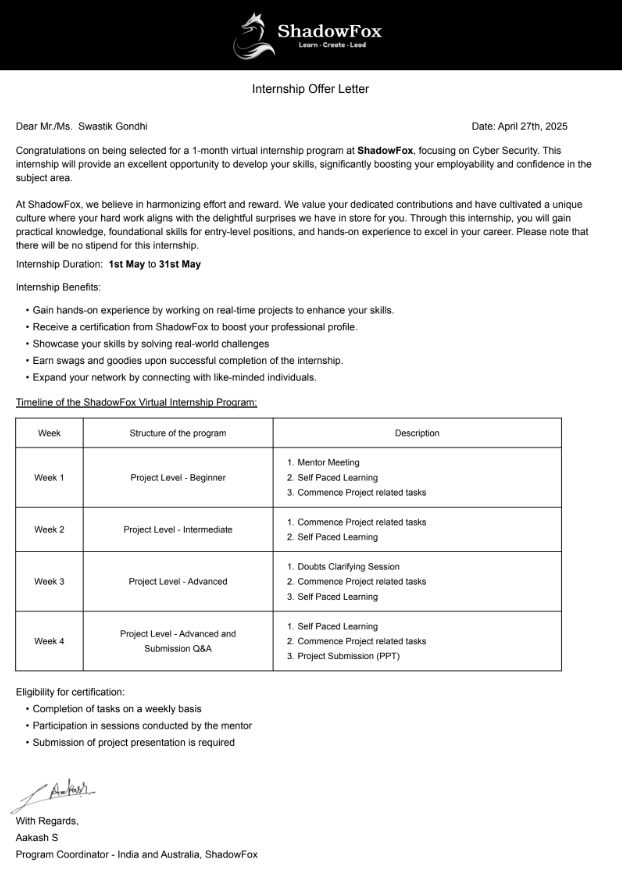 ShadowFox
Learn - Create - Lead
Internship Offer Letter
Dear Mr./Ms. Swastik Gondhi
Date: April 27th, 2025
Congratulations on being selected for a 1-month virtual internship program at ShadowFox, focusing on Cyber Security. This
internship will provide an excellent opportunity to develop your skills, significantly boosting your employability and confidence in the
subject area.
At ShadowFox, we believe in harmonizing effort and reward. We value your dedicated contributions and have cultivated a unique
culture where your hard work aligns with the delightful surprises we have in store for you. Through this internship, you will gain
practical knowledge, foundational skills for entry-level positions, and hands-on experience to excel in your career. Please note that
there will be no stipend for this internship.
Internship Duration: 1st May to 31st May
Internship Benefits:
• Gain hands-on experience by working on real-time projects to enhance your skills.
• Receive a certification from ShadowFox to boost your professional profile.
• Showcase your skills by solving real-world challenges
• Earn swags and goodies upon successful completion of the internship.
• Expand your network by connecting with like-minded individuals.
Timeline of the ShadowFox Virtual Internship Program:
Week Structure of the program Description
Week 1 Project Level - Beginner
1. Mentor Meeting
2. Self Paced Learning
3. Commence Project related tasks
Week 2 Project Level - Intermediate
1. Commence Project related tasks
2. Self Paced Learning
Week 3 Project Level - Advanced
1. Doubts Clarifying Session
2. Commence Project related tasks
3. Self Paced Learning
Week 4
Project Level - Advanced and
Submission Q&A
1. Self Paced Learning
2. Commence Project related tasks
3. Project Submission (PPT)
Eligibility for certification:
• Completion of tasks on a weekly basis
• Participation in sessions conducted by the mentor
• Submission of project presentation is required
Aakash
With Regards,
Aakash S
Program Coordinator - India and Australia, ShadowFox